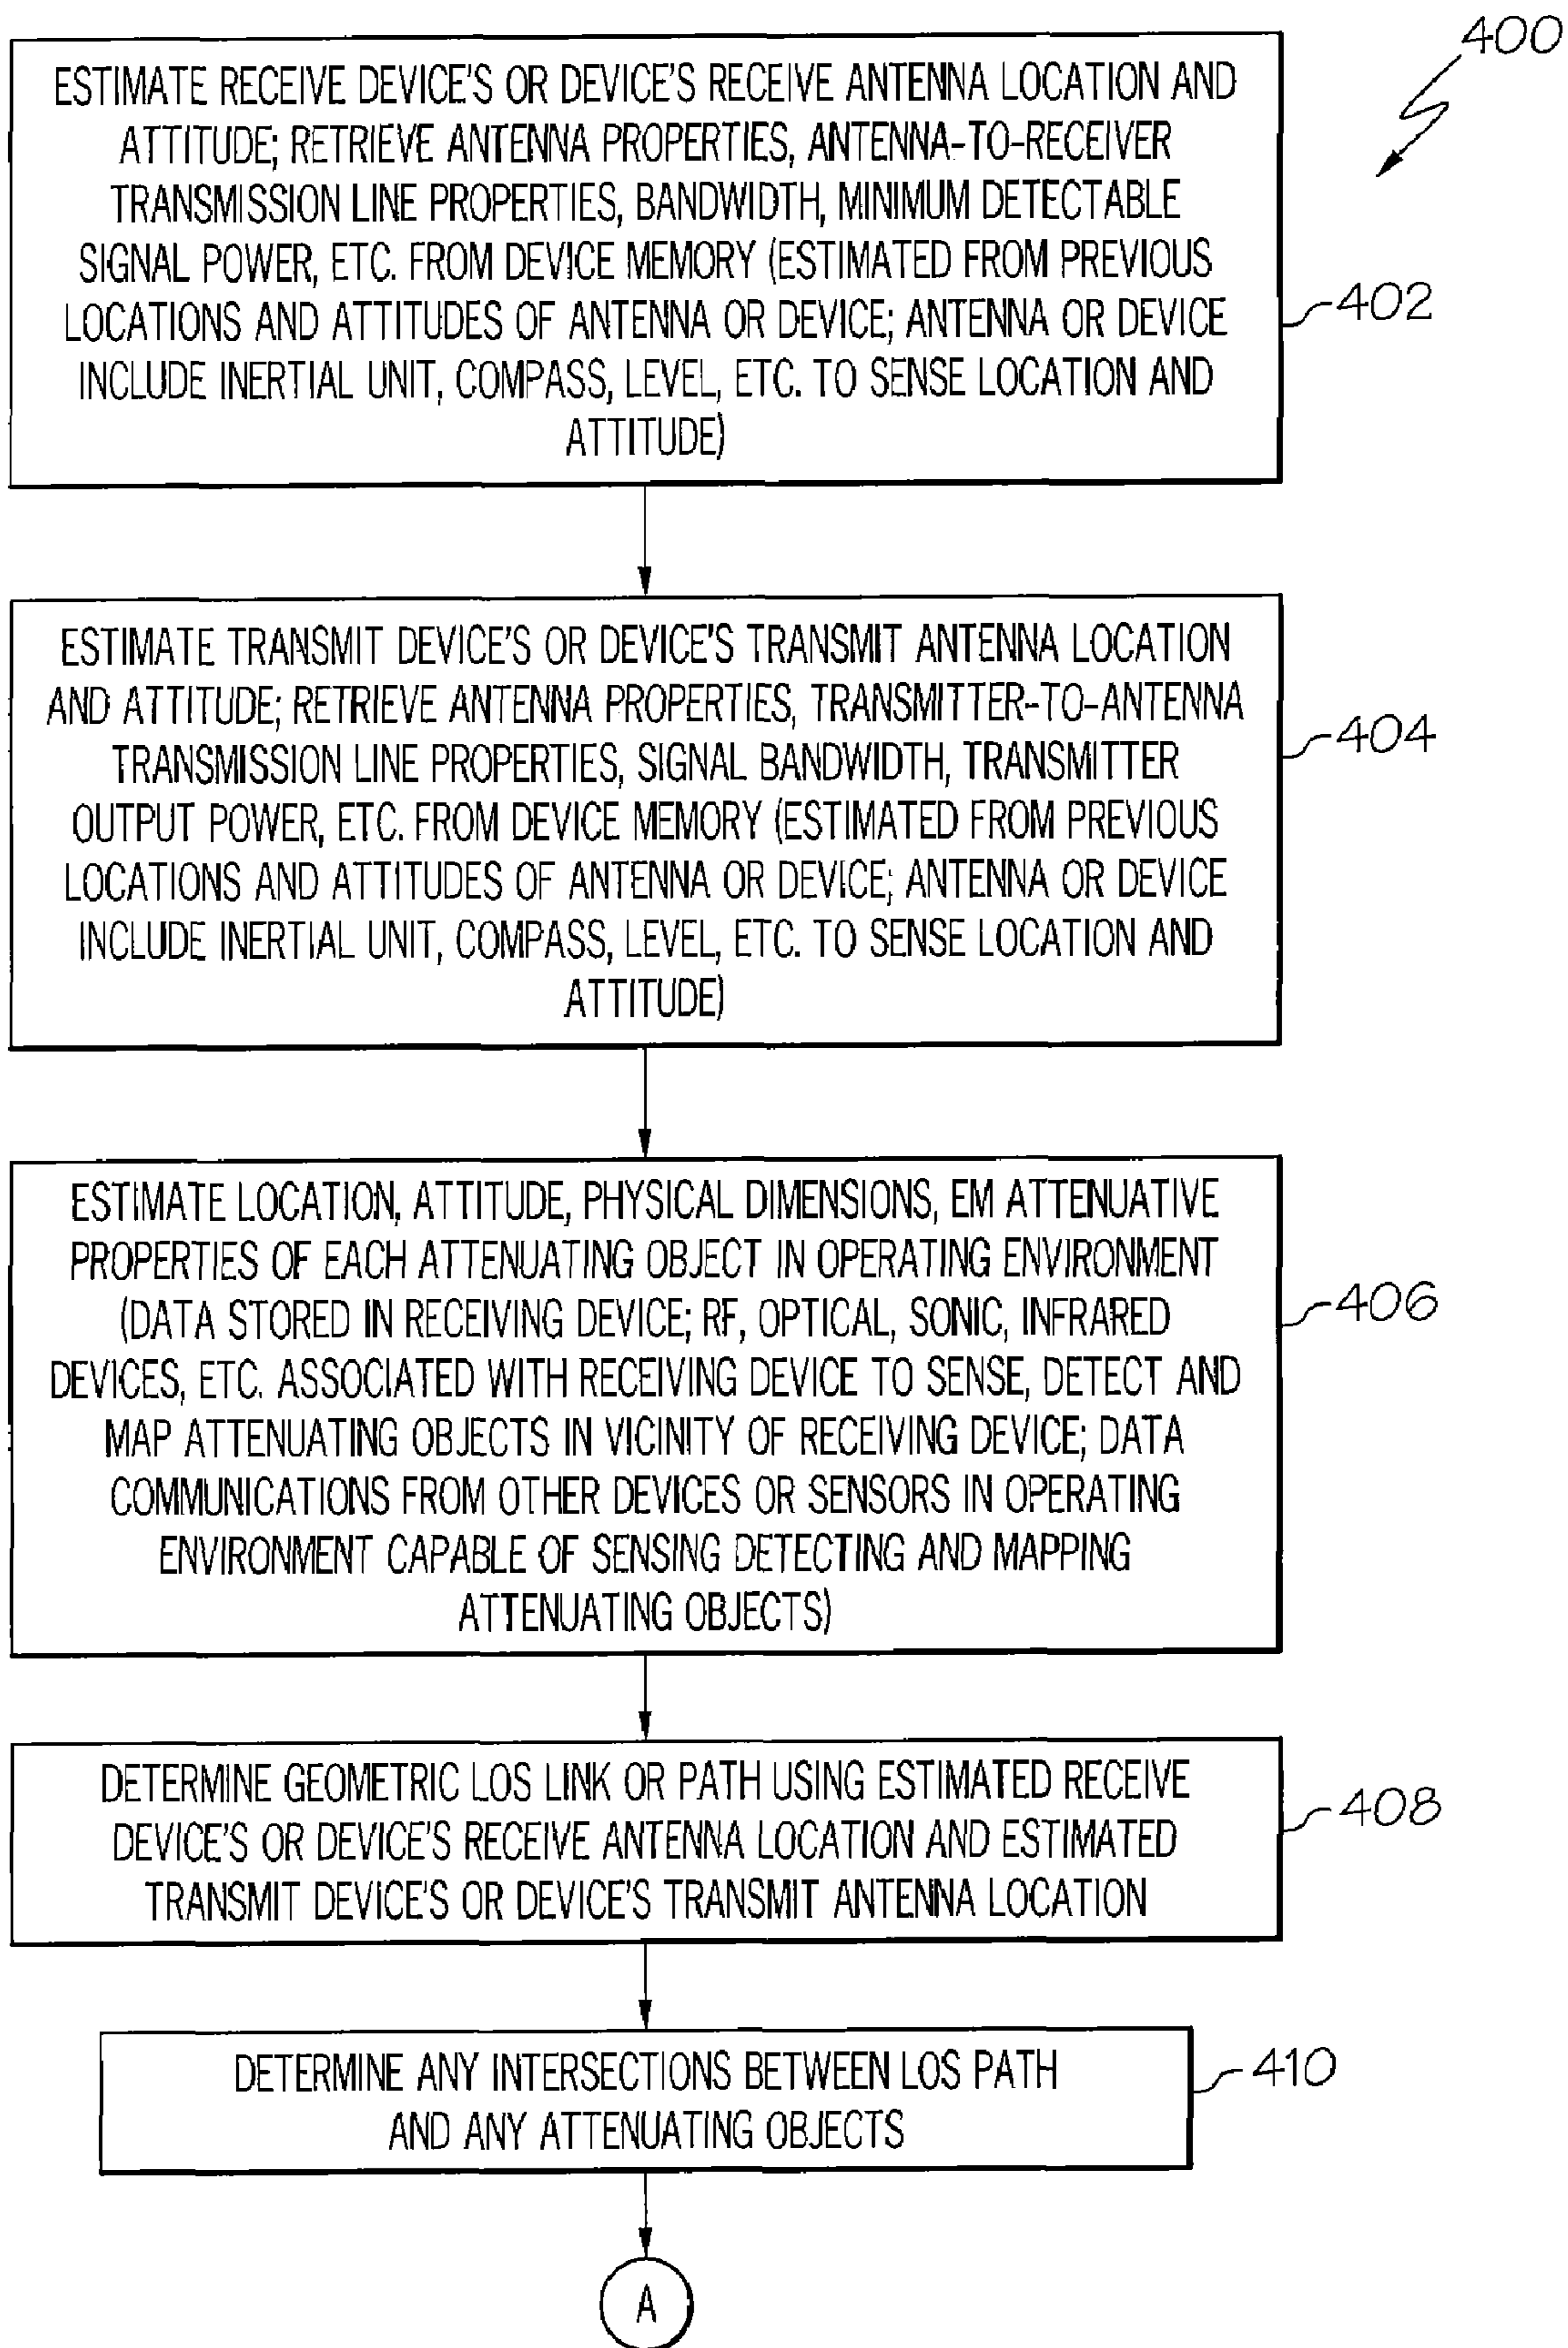 400
ESTIMATE RECEIVE DEVICE'S OR DEVICE'S RECEIVE ANTENNA LOCATION AND
ATTITUDE; RETRIEVE ANTENNA PROPERTIES, ANTENNA-TO-RECEIVER
TRANSMISSION LINE PROPERTIES, BANDWIDTH, MINIMUM DETECTABLE
SIGNAL POWER, ETC. FROM DEVICE MEMORY (ESTIMATED FROM PREVIOUS
LOCATIONS AND ATTITUDES OF ANTENNA OR DEVICE; ANTENNA OR DEVICE
INCLUDE INERTIAL UNIT, COMPASS, LEVEL, ETC. TO SENSE LOCATION AND
ATTITUDE)
402
ESTIMATE TRANSMIT DEVICE'S OR DEVICE'S TRANSMIT ANTENNA LOCATION
AND ATTITUDE; RETRIEVE ANTENNA PROPERTIES, TRANSMITTER-TO-ANTENNA
TRANSMISSION LINE PROPERTIES, SIGNAL BANDWIDTH, TRANSMITTER
OUTPUT POWER, ETC. FROM DEVICE MEMORY (ESTIMATED FROM PREVIOUS
LOCATIONS AND ATTITUDES OF ANTENNA OR DEVICE; ANTENNA OR DEVICE
INCLUDE INERTIAL UNIT, COMPASS, LEVEL, ETC. TO SENSE LOCATION AND
ATTITUDE)
404
ESTIMATE LOCATION, ATTITUDE, PHYSICAL DIMENSIONS, EM ATTENUATIVE
PROPERTIES OF EACH ATTENUATING OBJECT IN OPERATING ENVIRONMENT
(DATA STORED IN RECEIVING DEVICE; RF, OPTICAL, SONIC, INFRARED
DEVICES, ETC. ASSOCIATED WITH RECEIVING DEVICE TO SENSE, DETECT AND
MAP ATTENUATING OBJECTS IN VICINITY OF RECEIVING DEVICE; DATA
COMMUNICATIONS FROM OTHER DEVICES OR SENSORS IN OPERATING
ENVIRONMENT CAPABLE OF SENSING DETECTING AND MAPPING
ATTENUATING OBJECTS)
406
DETERMINE GEOMETRIC LOS LINK OR PATH USING ESTIMATED RECEIVE
DEVICE'S OR DEVICE'S RECEIVE ANTENNA LOCATION AND ESTIMATED
TRANSMIT DEVICE'S OR DEVICE'S TRANSMIT ANTENNA LOCATION
408
DETERMINE ANY INTERSECTIONS BETWEEN LOS PATH
AND ANY ATTENUATING OBJECTS
410
A